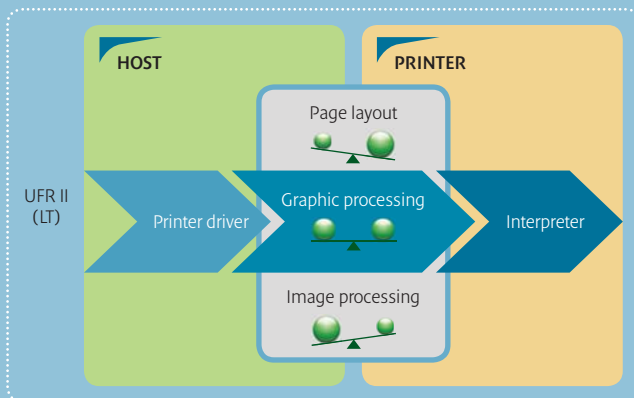 HOST
PRINTER
Page layout
UFR II
(LT)
Printer driver
Graphic processing
Interpreter
Image processing